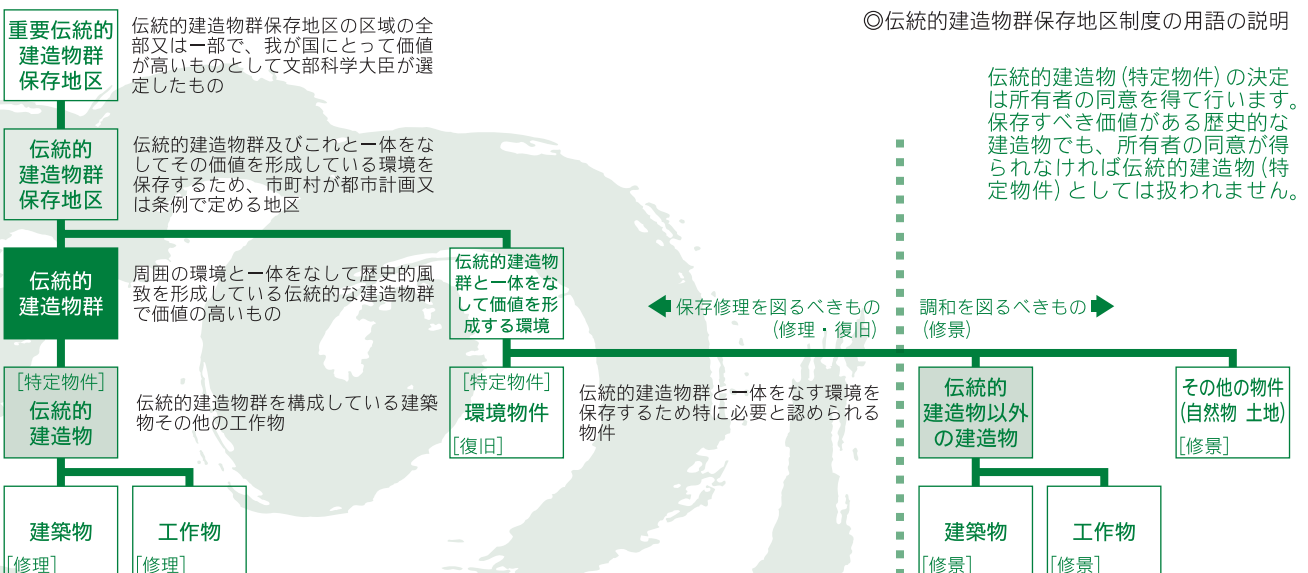 ◎伝統的建造物群保存地区制度の用語の説明
重要伝統的
建造物群
保存地区
伝統的建造物群保存地区の区域の全
部又は一部で、我が国にとって価値
が高いものとして文部科学大臣が選
定したもの
伝統的建造物(特定物件)の決定
は所有者の同意を得て行います。
保存すべき価値がある歴史的な
建造物でも、所有者の同意が得
られなければ伝統的建造物(特
定物件)としては扱われません。
伝統的
建造物群
保存地区
伝統的建造物群及びこれと一体をな
してその価値を形成している環境を
保存するため、市町村が都市計画又
は条例で定める地区
伝統的
建造物群
周囲の環境と一体をなして歴史的風
致を形成している伝統的な建造物群
で価値の高いもの
伝統的建造物
群と一体をな
して価値を形
成する環境
保存修理を図るべきもの
(修理・復旧)
調和を図るべきもの
(修景)
[特定物件]
伝統的
建造物
伝統的建造物群を構成している建築
物その他の工作物
[特定物件]
環境物件
[復旧]
伝統的建造物群と一体をなす環境を
保存するため特に必要と認められる
物件
伝統的
建造物以外
の建造物
その他の物件
(自然物 土地)
[修景]
建築物
[修理]
工作物
[修理]
建築物
[修景]
工作物
[修景]